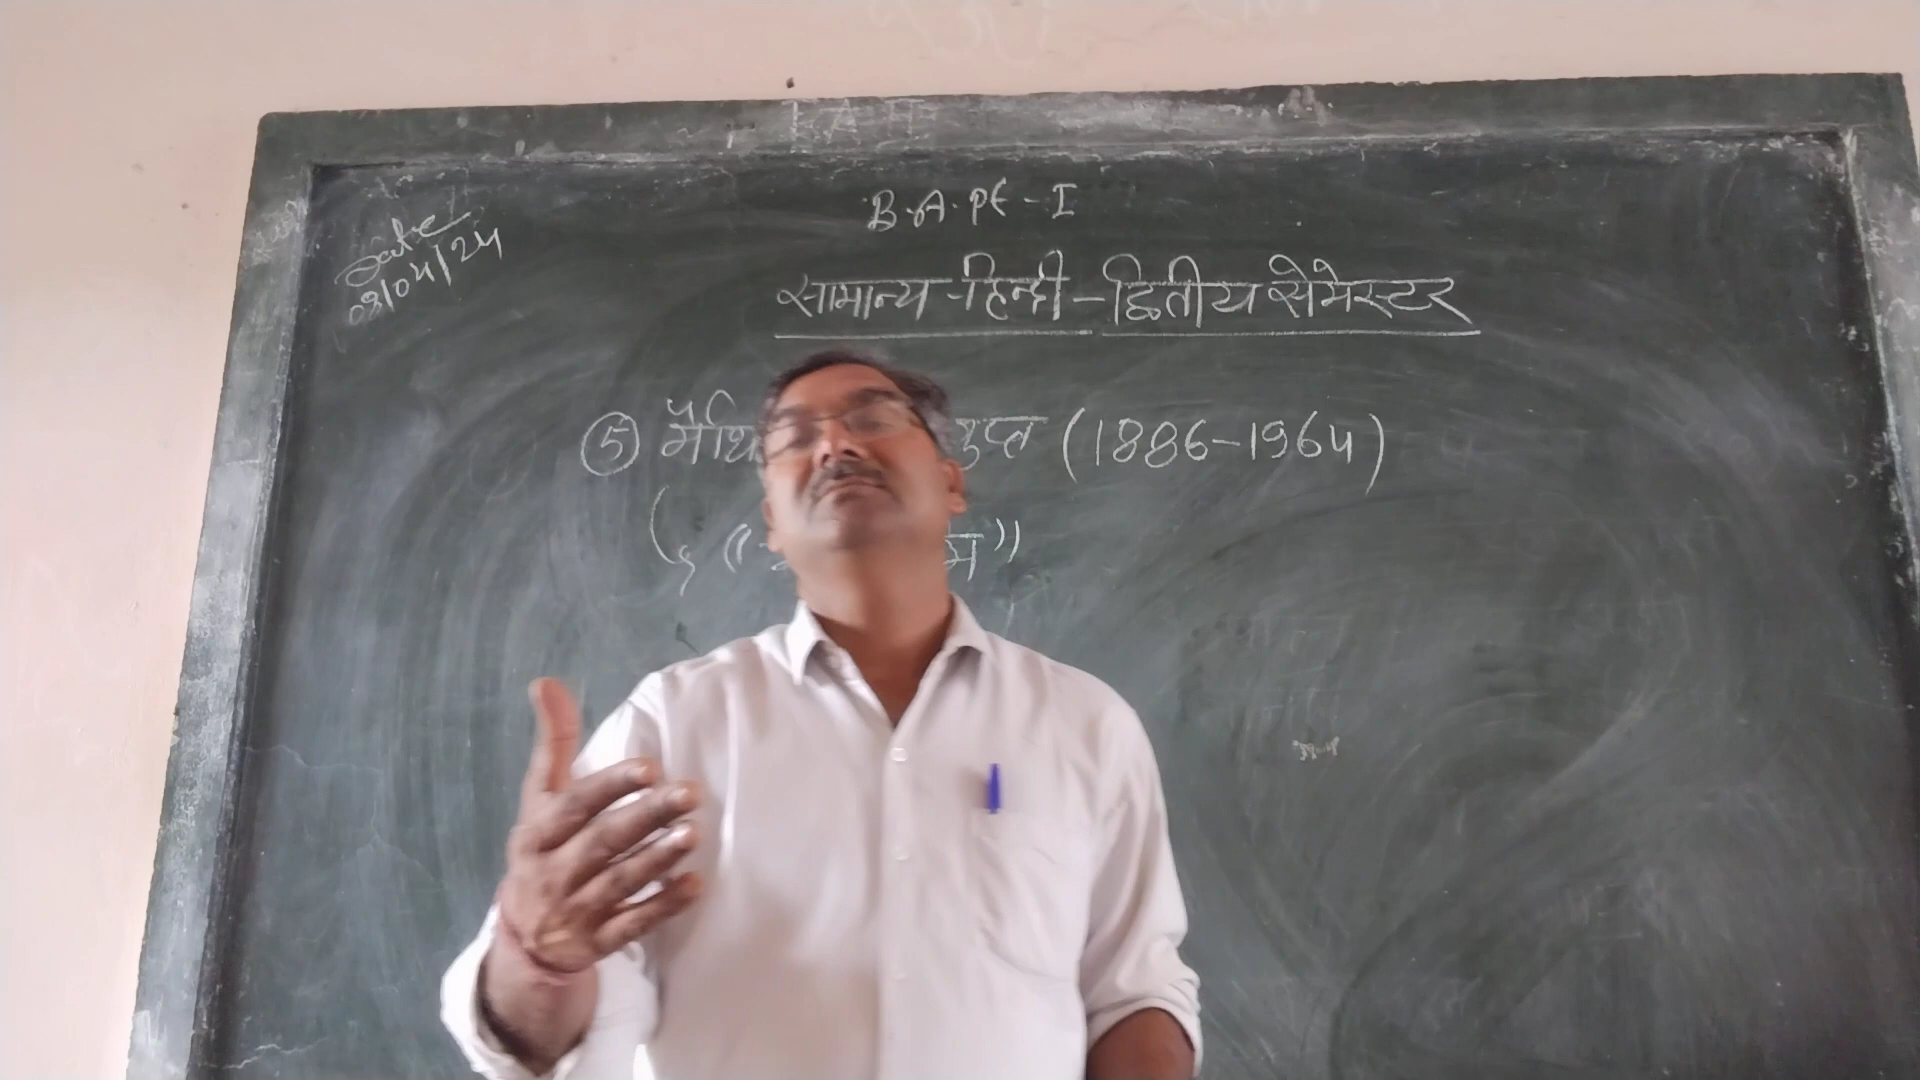 B.A. PE - I
Date
08/04/24
सामान्य-हिन्दी – द्वितीय सेमेस्टर
⑤ मैथि गुप्त (1886-1964)